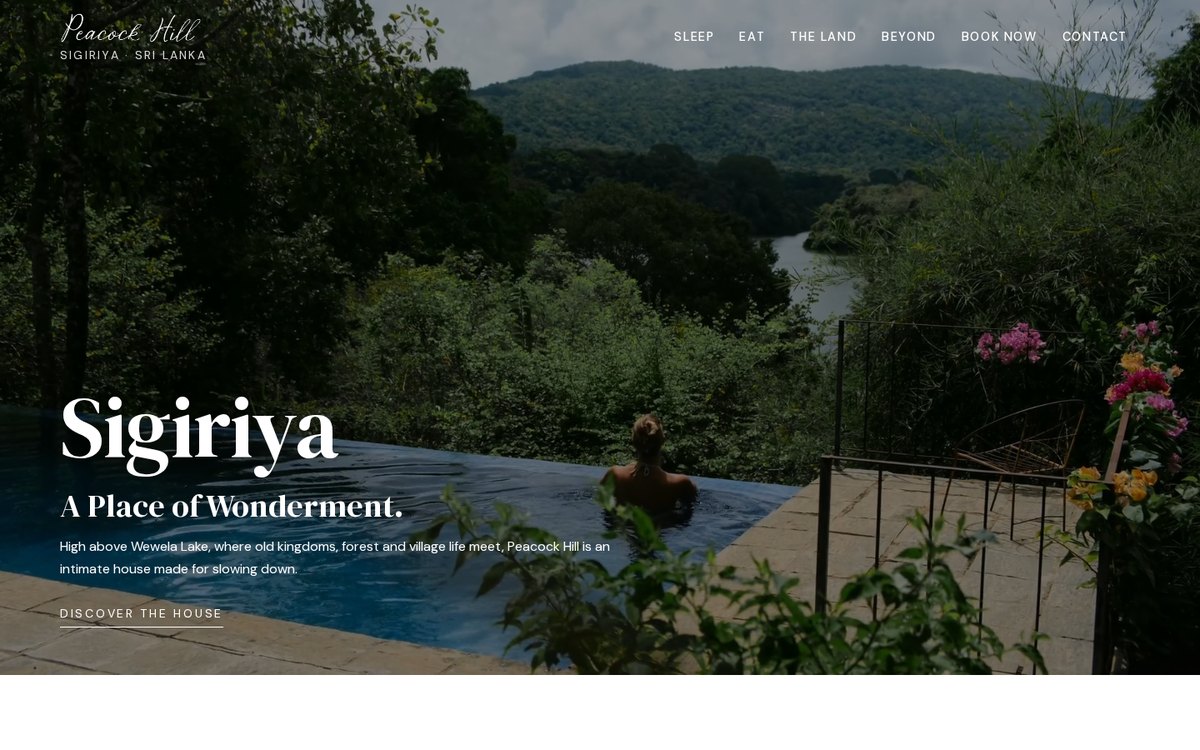 Peacock Hill
SIGIRIYA · SRI LANKA
SLEEP EAT THE LAND BEYOND BOOK NOW CONTACT
Sigiriya
A Place of Wonderment.
High above Wewela Lake, where old kingdoms, forest and village life meet, Peacock Hill is an
intimate house made for slowing down.
DISCOVER THE HOUSE